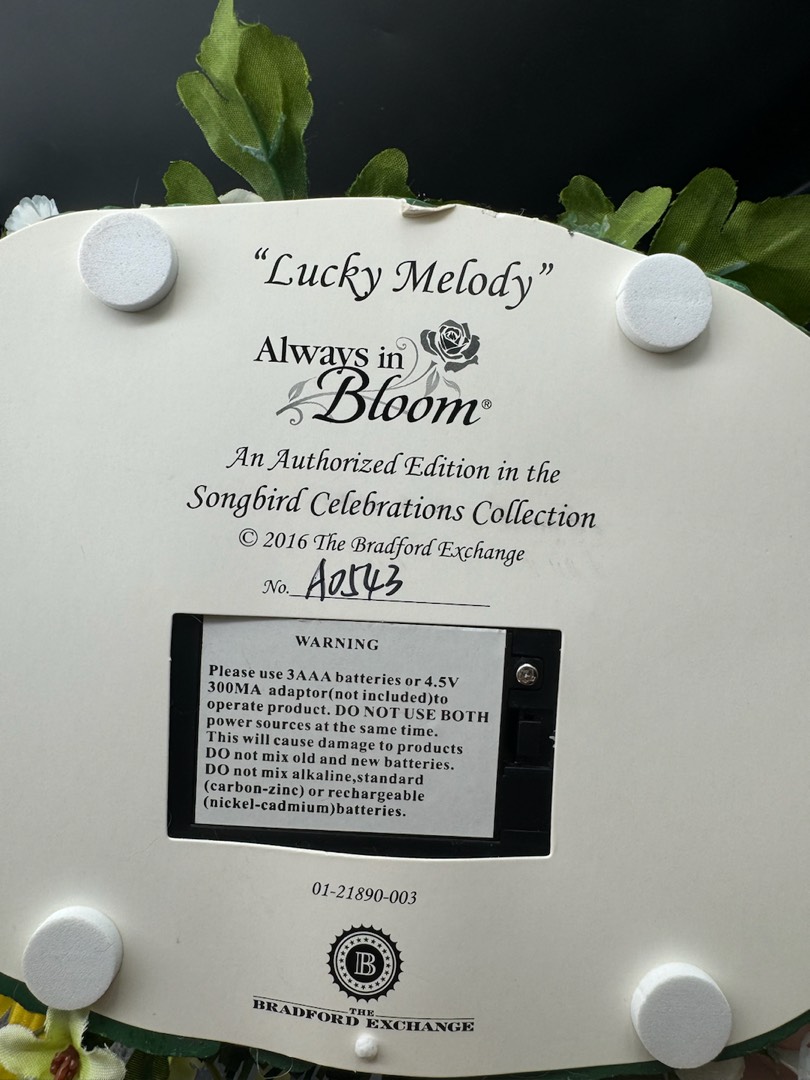 "Lucky Melody"
Always in
Bloom®
An Authorized Edition in the
Songbird Celebrations Collection
© 2016 The Bradford Exchange
No. A0543
WARNING
Please use 3AAA batteries or 4.5V
300MA adaptor(not included)to
operate product. DO NOT USE BOTH
power sources at the same time.
This will cause damage to products
DO not mix old and new batteries.
DO not mix alkaline,standard
(carbon-zinc) or rechargeable
(nickel-cadmium)batteries.
01-21890-003
B
THE
BRADFORD EXCHANGE